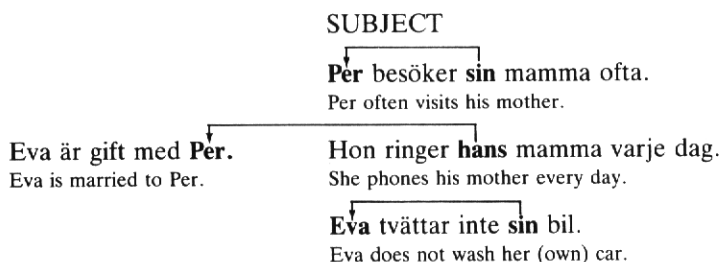 SUBJECT
Per besöker sin mamma ofta.
Per often visits his mother.
Eva är gift med Per. Hon ringer hans mamma varje dag.
Eva is married to Per. She phones his mother every day.
Eva tvättar inte sin bil.
Eva does not wash her (own) car.